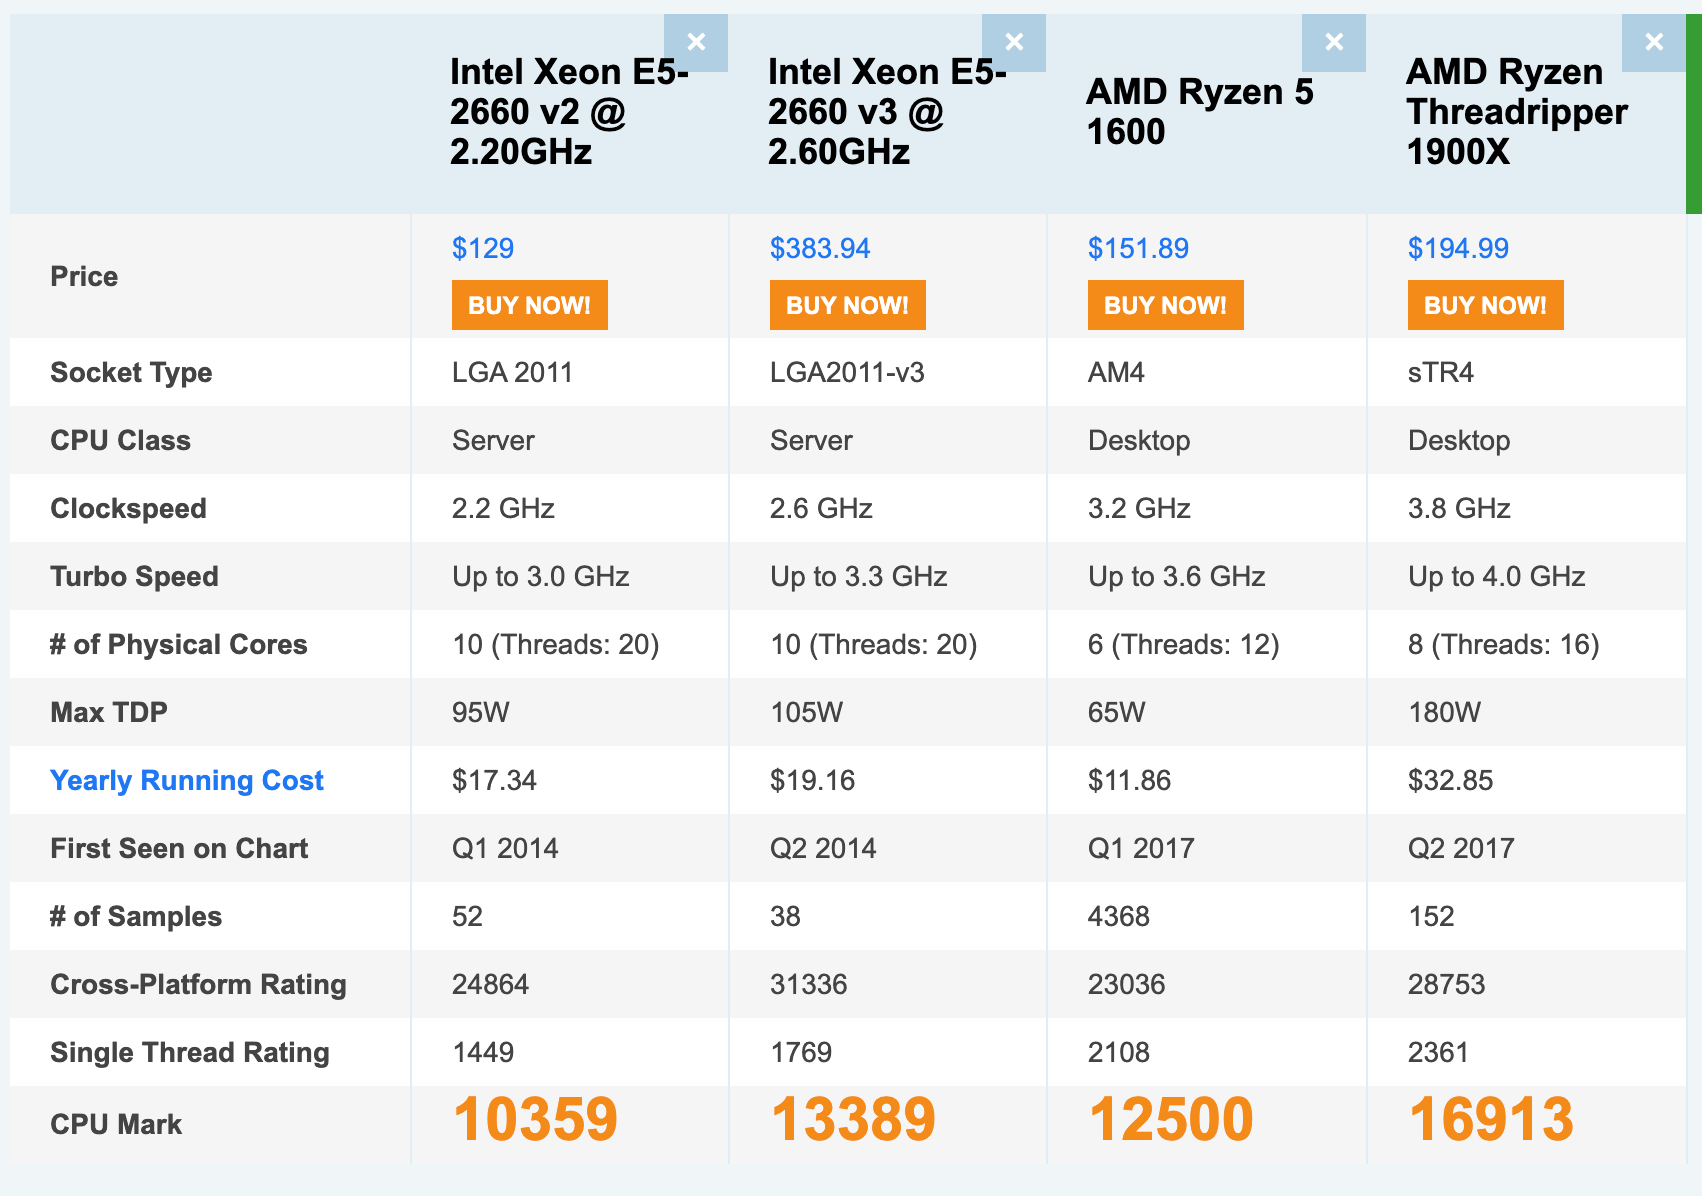 × × × ×
Intel Xeon E5-
2660 v2 @
2.20GHz
Intel Xeon E5-
2660 v3 @
2.60GHz
AMD Ryzen 5
1600
AMD Ryzen
Threadripper
1900X
Price
$129
BUY NOW!
$383.94
BUY NOW!
$151.89
BUY NOW!
$194.99
BUY NOW!
Socket Type LGA 2011 LGA2011-v3 AM4 sTR4
CPU Class Server Server Desktop Desktop
Clockspeed 2.2 GHz 2.6 GHz 3.2 GHz 3.8 GHz
Turbo Speed Up to 3.0 GHz Up to 3.3 GHz Up to 3.6 GHz Up to 4.0 GHz
# of Physical Cores 10 (Threads: 20) 10 (Threads: 20) 6 (Threads: 12) 8 (Threads: 16)
Max TDP 95W 105W 65W 180W
Yearly Running Cost $17.34 $19.16 $11.86 $32.85
First Seen on Chart Q1 2014 Q2 2014 Q1 2017 Q2 2017
# of Samples 52 38 4368 152
Cross-Platform Rating 24864 31336 23036 28753
Single Thread Rating 1449 1769 2108 2361
CPU Mark 10359 13389 12500 16913